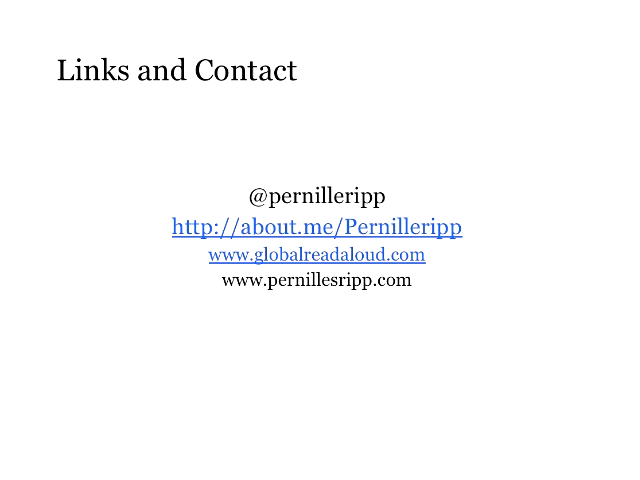 Links and Contact
@pernilleripp
http://about.me/Pernilleripp
www.globalreadaloud.com
www.pernillesripp.com